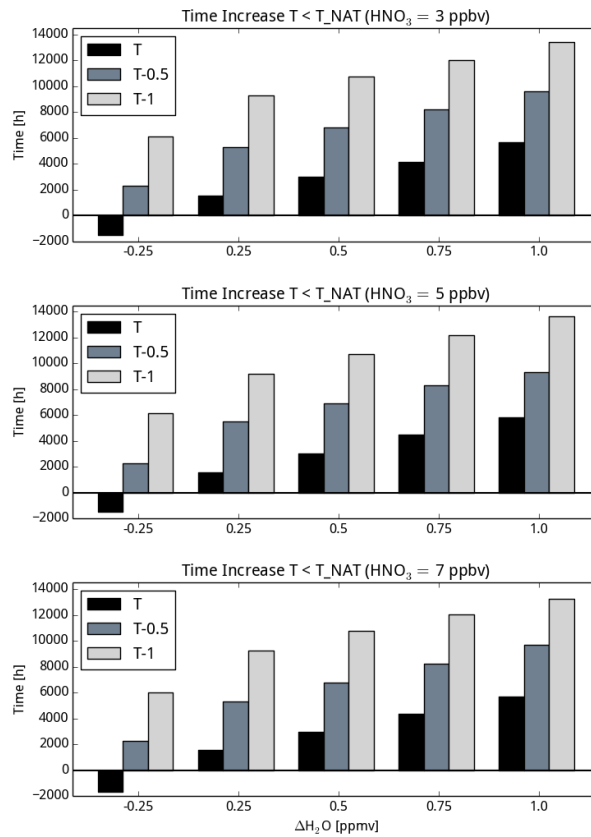 Time Increase T < T_NAT (HNO₃ = 3 ppbv)
14000
12000
10000
8000
6000
4000
2000
0
−2000
Time [h]
T
T-0.5
T-1
-0.25 0.25 0.5 0.75 1.0
Time Increase T < T_NAT (HNO₃ = 5 ppbv)
14000
12000
10000
8000
6000
4000
2000
0
−2000
Time [h]
T
T-0.5
T-1
-0.25 0.25 0.5 0.75 1.0
Time Increase T < T_NAT (HNO₃ = 7 ppbv)
14000
12000
10000
8000
6000
4000
2000
0
−2000
Time [h]
T
T-0.5
T-1
-0.25 0.25 0.5 0.75 1.0
ΔH₂O [ppmv]